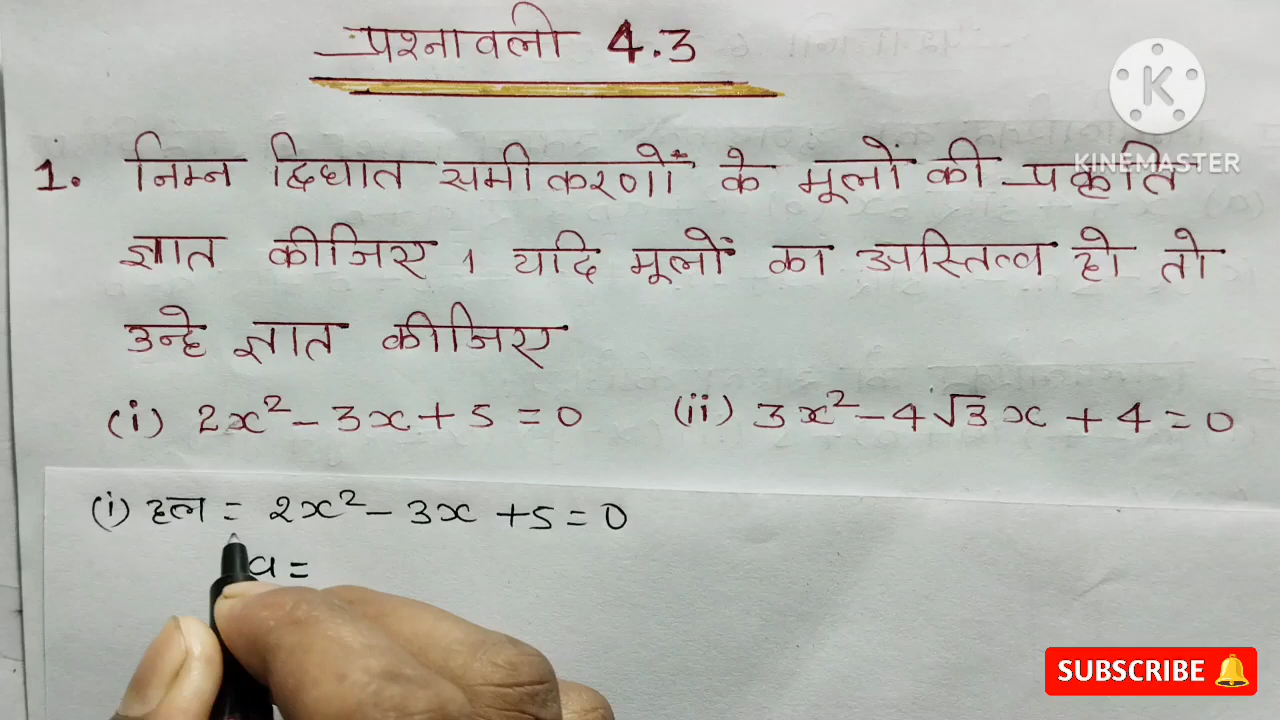 प्रश्नावली 4.3
1. निम्न द्विघात समीकरणों के मूलों की प्रकृति
ज्ञात कीजिए । यदि मूलों का अस्तित्व हो तो
उन्हे ज्ञात कीजिए
(i) 2x² - 3x + 5 = 0 (ii) 3x² - 4√3x + 4 = 0
(i) हल = 2x² - 3x + 5 = 0
a =
K
KINEMASTER
SUBSCRIBE